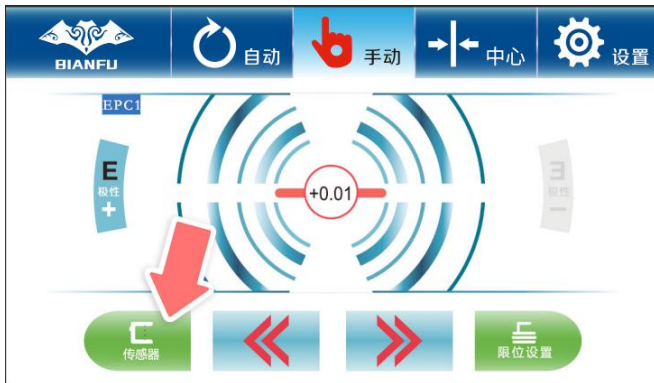 BIANFU
自动
手动
中心
设置
EPC1
E
极性
+
+0.01
E
极性
−
传感器
限位设置